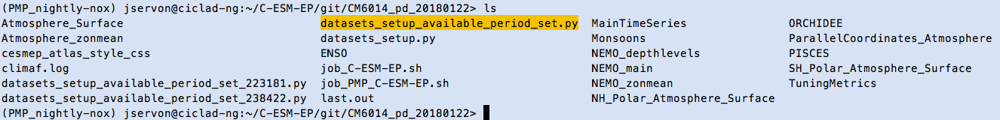 (PMP_nightly-nox) jservon@ciclad-ng:~/C-ESM-EP/git/CM6014_pd_20180122> ls
Atmosphere_Surface datasets_setup_available_period_set.py MainTimeSeries ORCHIDEE
Atmosphere_zonmean datasets_setup.py Monsoons ParallelCoordinates_Atmosphere
cesmep_atlas_style_css ENSO NEMO_depthlevels PISCES
climaf.log job_C-ESM-EP.sh NEMO_main SH_Polar_Atmosphere_Surface
datasets_setup_available_period_set_223181.py job_PMP_C-ESM-EP.sh NEMO_zonmean TuningMetrics
datasets_setup_available_period_set_238422.py last.out NH_Polar_Atmosphere_Surface
(PMP_nightly-nox) jservon@ciclad-ng:~/C-ESM-EP/git/CM6014_pd_20180122>